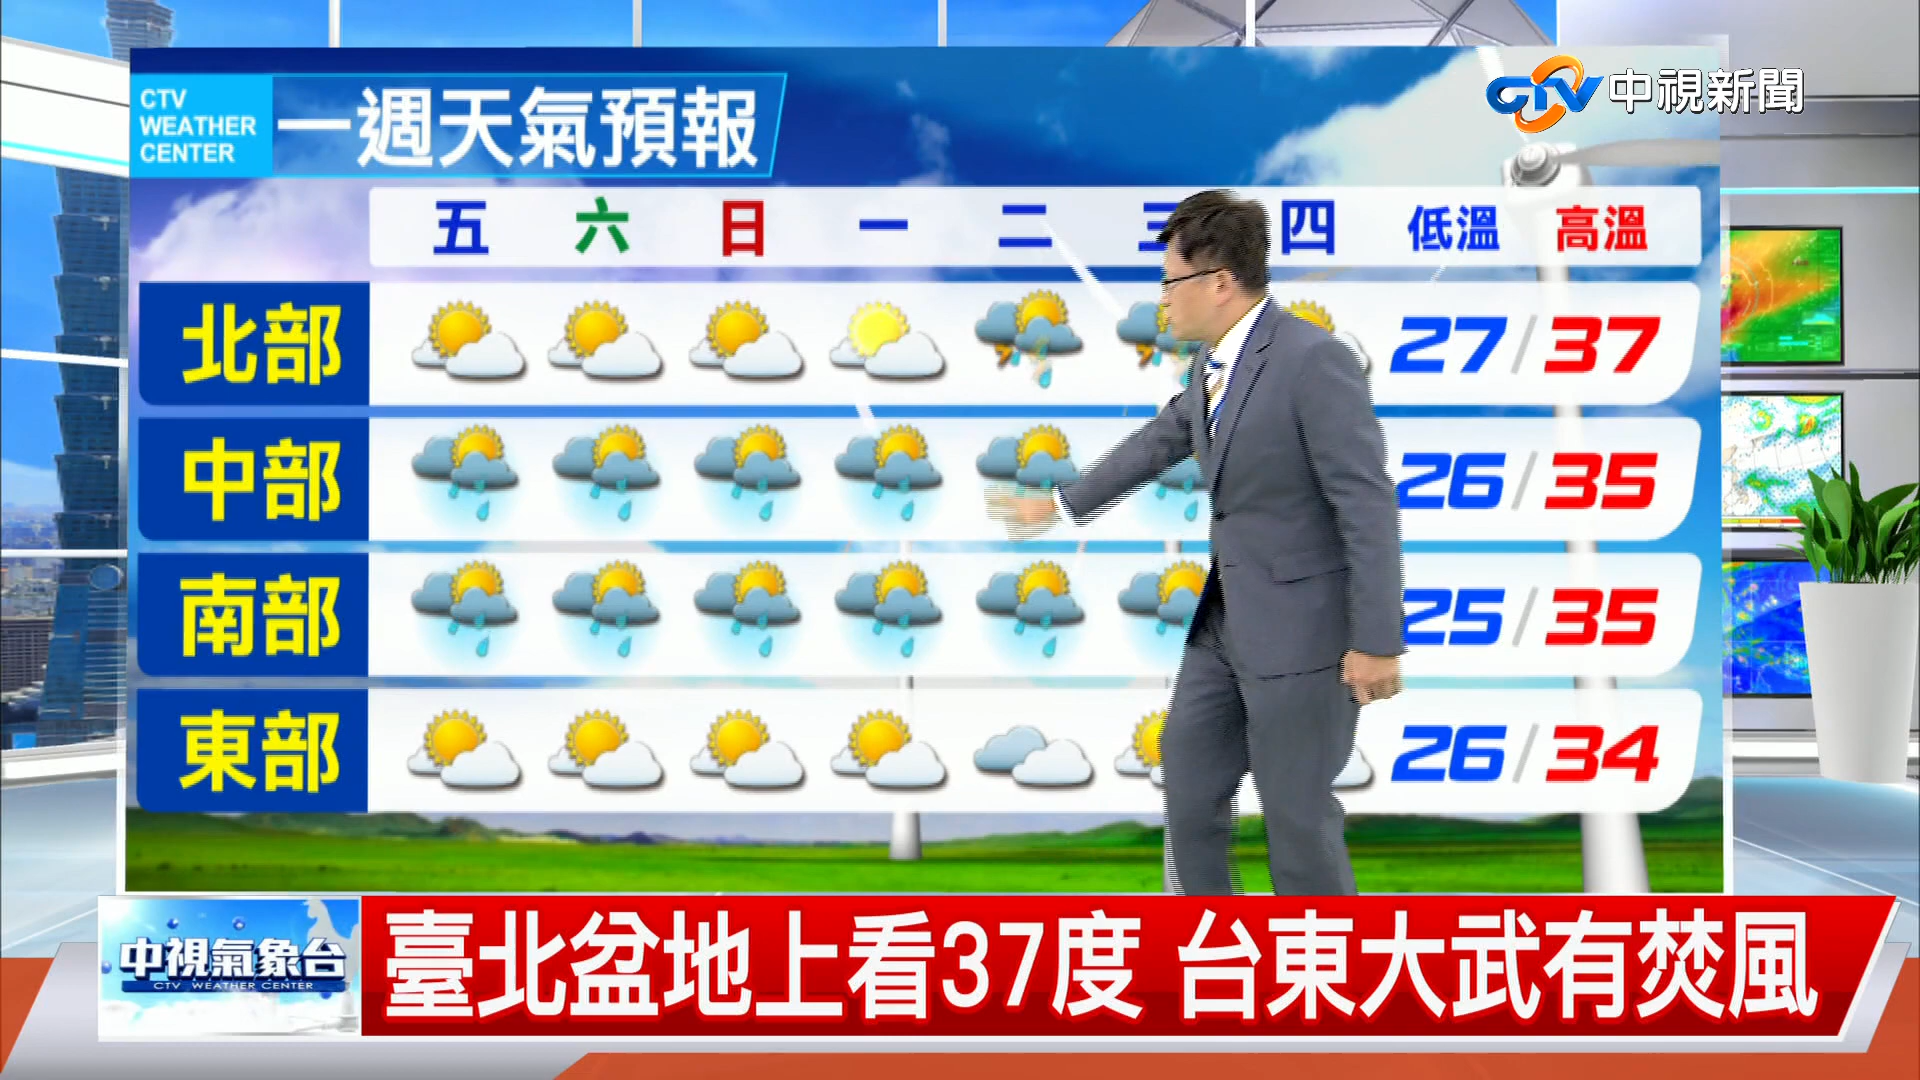 CTV
WEATHER
CENTER
一週天氣預報
CTV 中視新聞
五 六 日 一 二 三 四 低溫 高溫
北部 27/37
中部 26/35
南部 25/35
東部 26/34
中視氣象台
CTV WEATHER CENTER
臺北盆地上看37度 台東大武有焚風